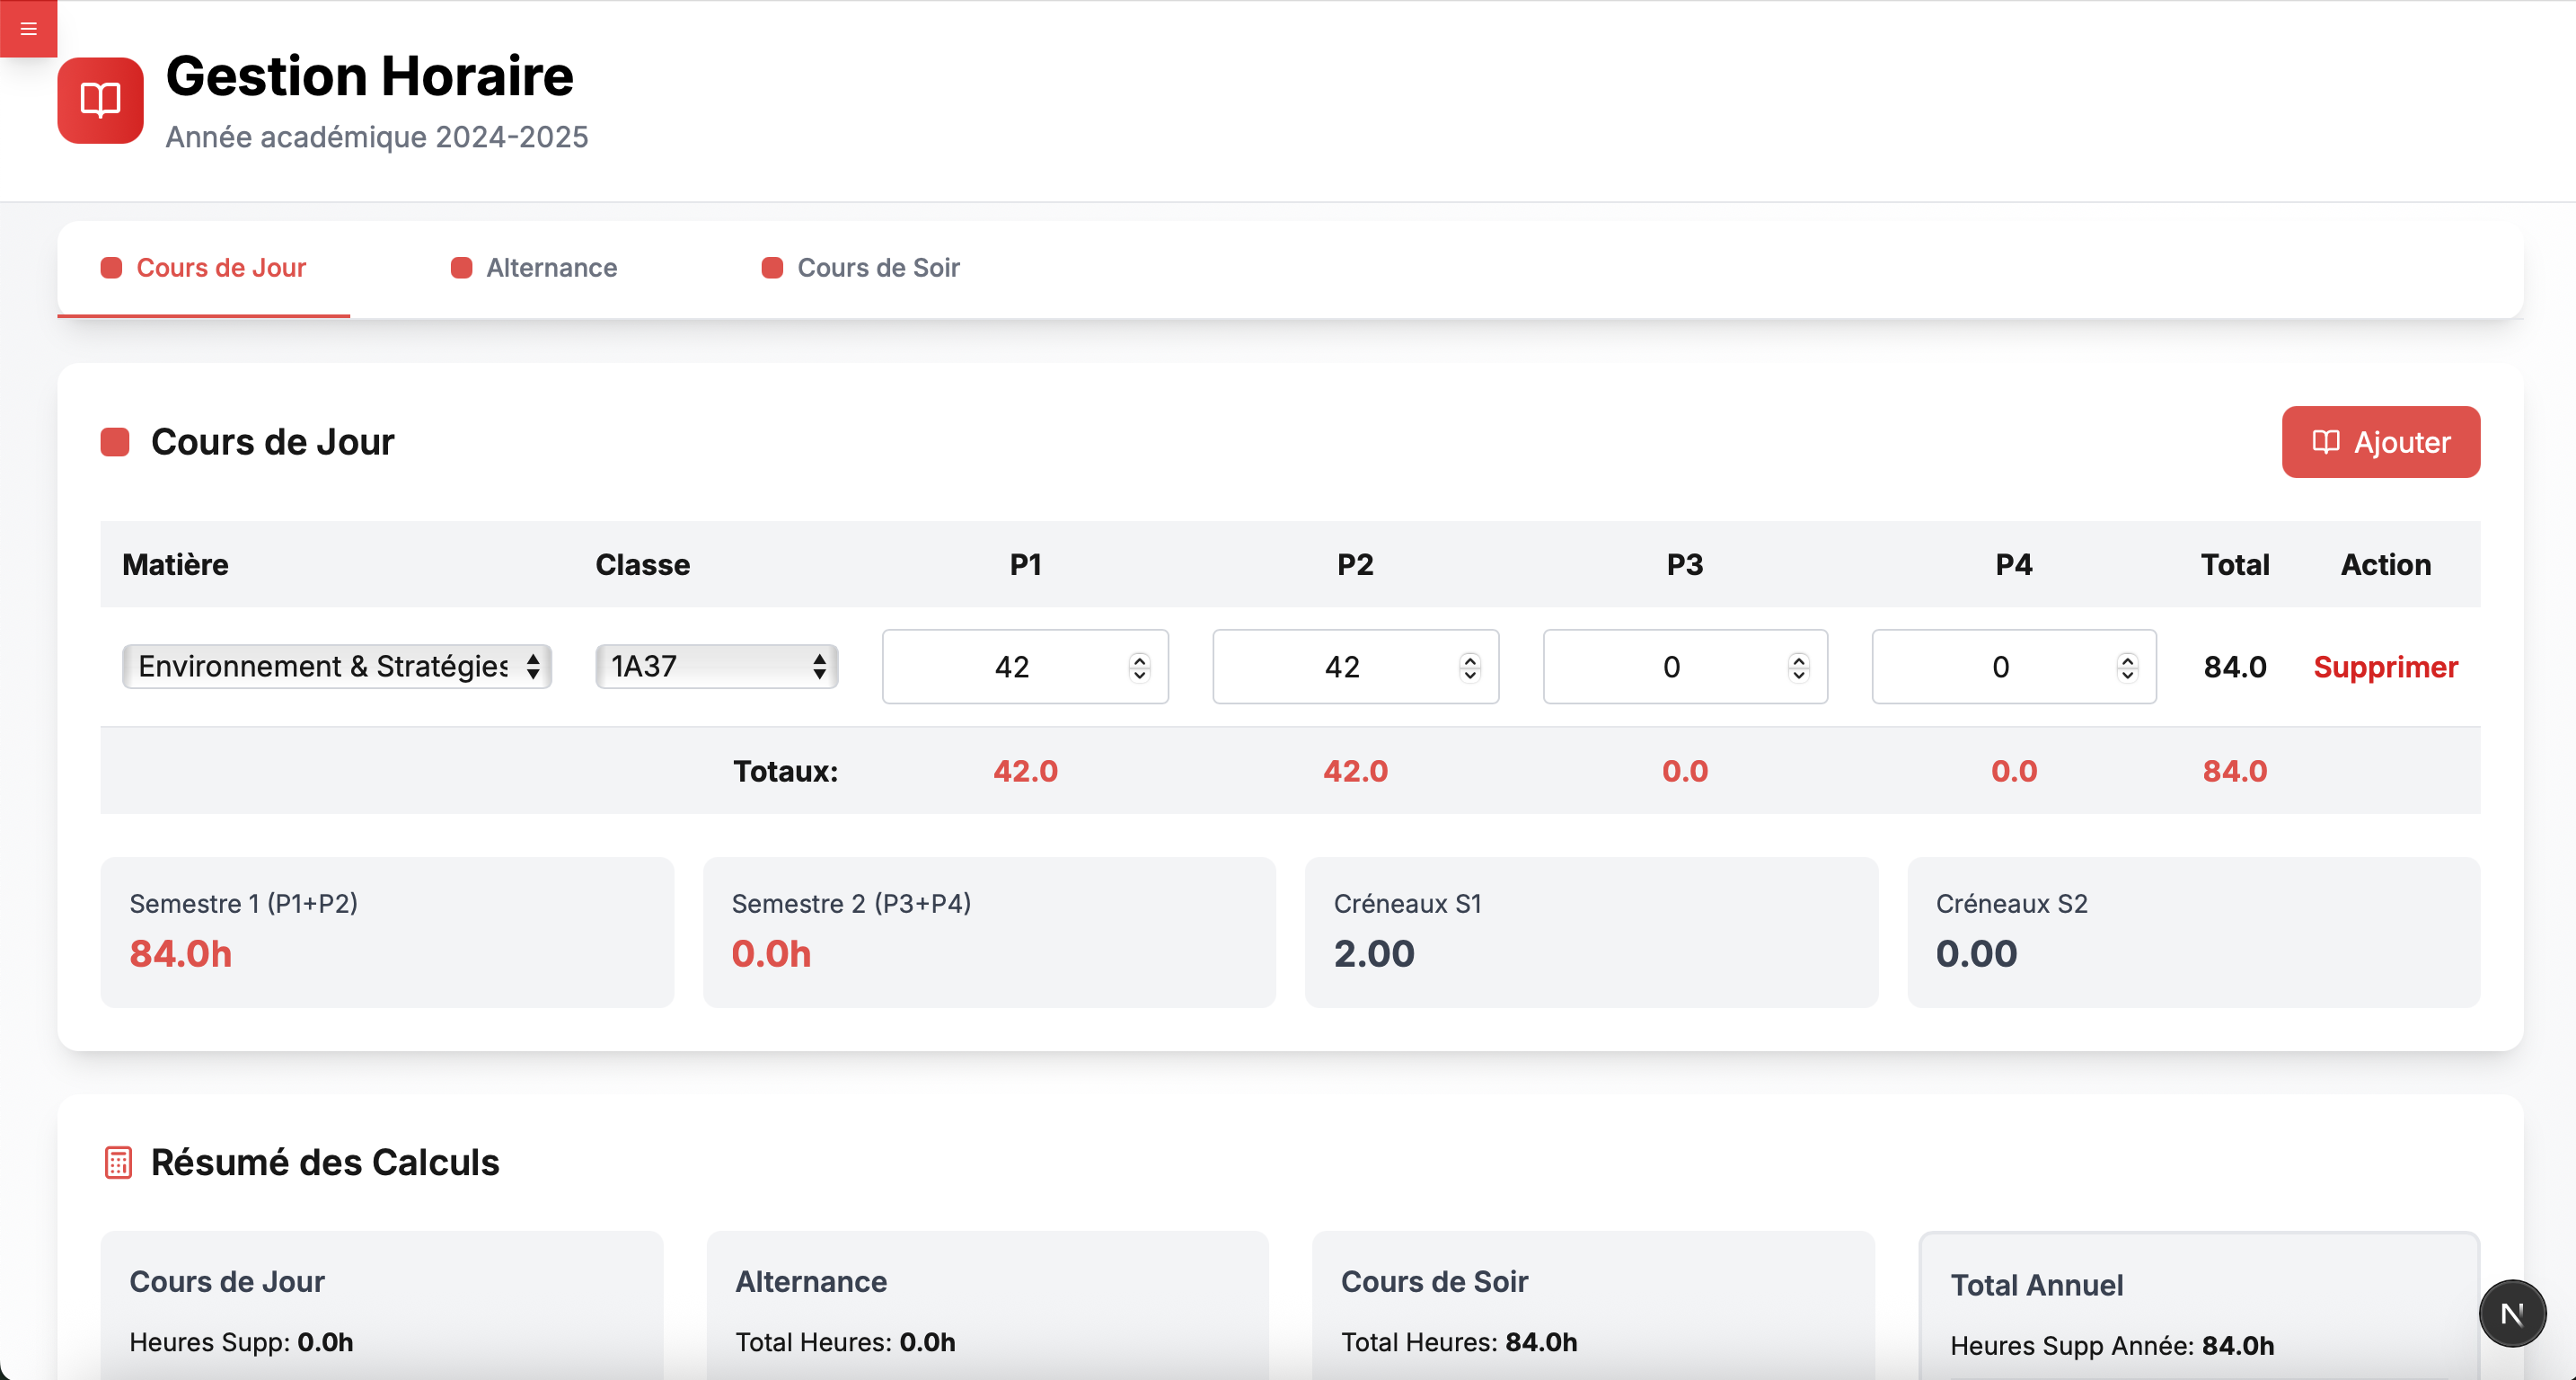 Gestion Horaire
Année académique 2024-2025
Cours de Jour Alternance Cours de Soir
Cours de Jour
Ajouter
Matière Classe P1 P2 P3 P4 Total Action
Environnement & Stratégies 1A37 42 42 0 0 84.0 Supprimer
Totaux: 42.0 42.0 0.0 0.0 84.0
Semestre 1 (P1+P2) Semestre 2 (P3+P4) Créneaux S1 Créneaux S2
84.0h 0.0h 2.00 0.00
Résumé des Calculs
Cours de Jour Alternance Cours de Soir Total Annuel
Heures Supp: 0.0h Total Heures: 0.0h Total Heures: 84.0h Heures Supp Année: 84.0h
N